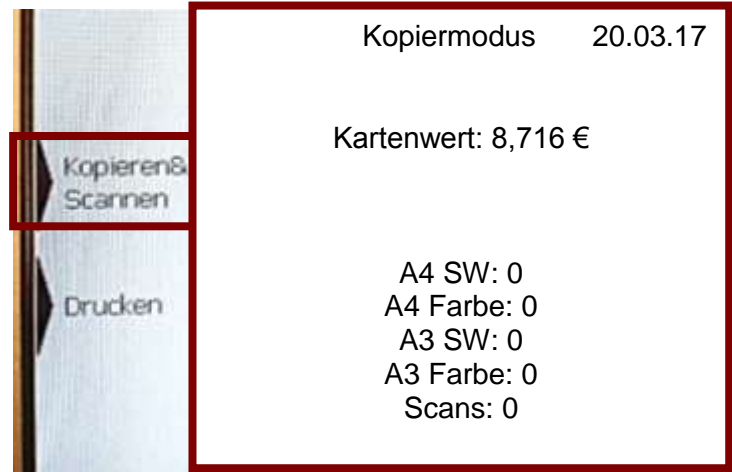 Kopiermodus 20.03.17
Kartenwert: 8,716 €
Kopieren&
Scannen
Drucken
A4 SW: 0
A4 Farbe: 0
A3 SW: 0
A3 Farbe: 0
Scans: 0